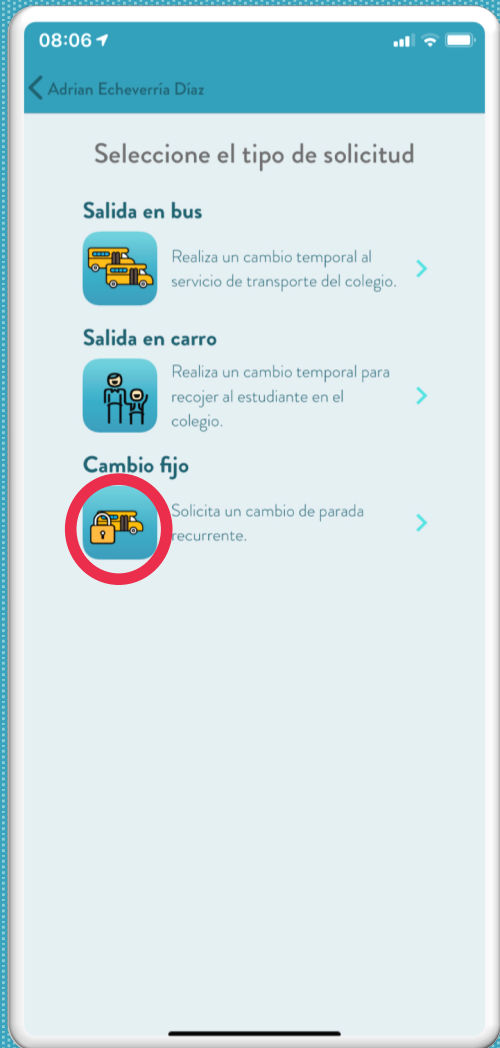 08:06
Adrian Echeverría Díaz
Seleccione el tipo de solicitud
Salida en bus
Realiza un cambio temporal al
servicio de transporte del colegio.
Salida en carro
Realiza un cambio temporal para
recojer al estudiante en el
colegio.
Cambio fijo
Solicita un cambio de parada
recurrente.